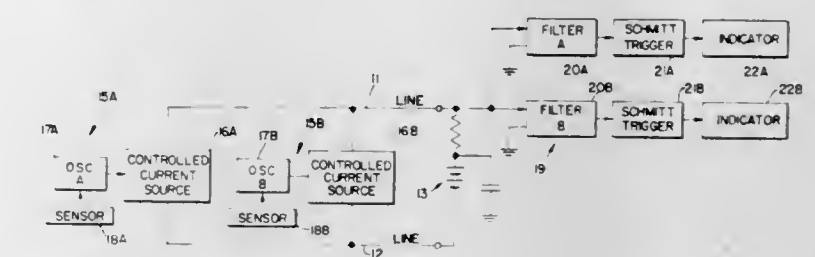 FILTER A
SCHMITT TRIGGER
INDICATOR
20A
21A
22A
11
LINE
20B
21B
22B
15A
15B
16B
FILTER B
SCHMITT TRIGGER
INDICATOR
17A
16A
17B
19
OSC A
CONTROLLED CURRENT SOURCE
OSC B
CONTROLLED CURRENT SOURCE
13
SENSOR
SENSOR
18A
18B
12
LINE